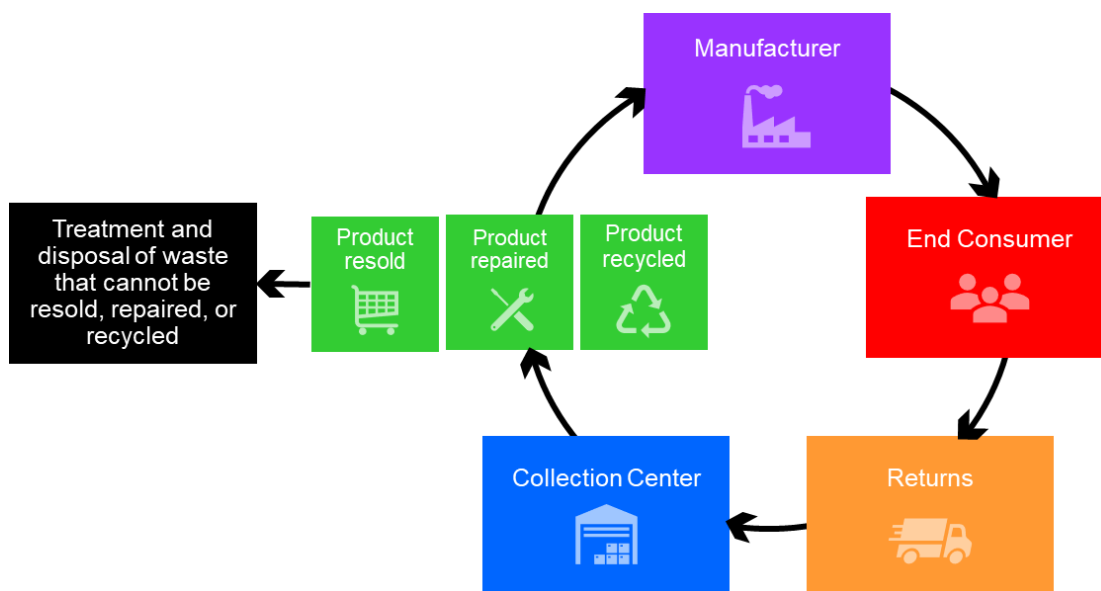 Manufacturer
End Consumer
Treatment and
disposal of waste
that cannot be
resold, repaired, or
recycled
Product
resold
Product
repaired
Product
recycled
Collection Center
Returns